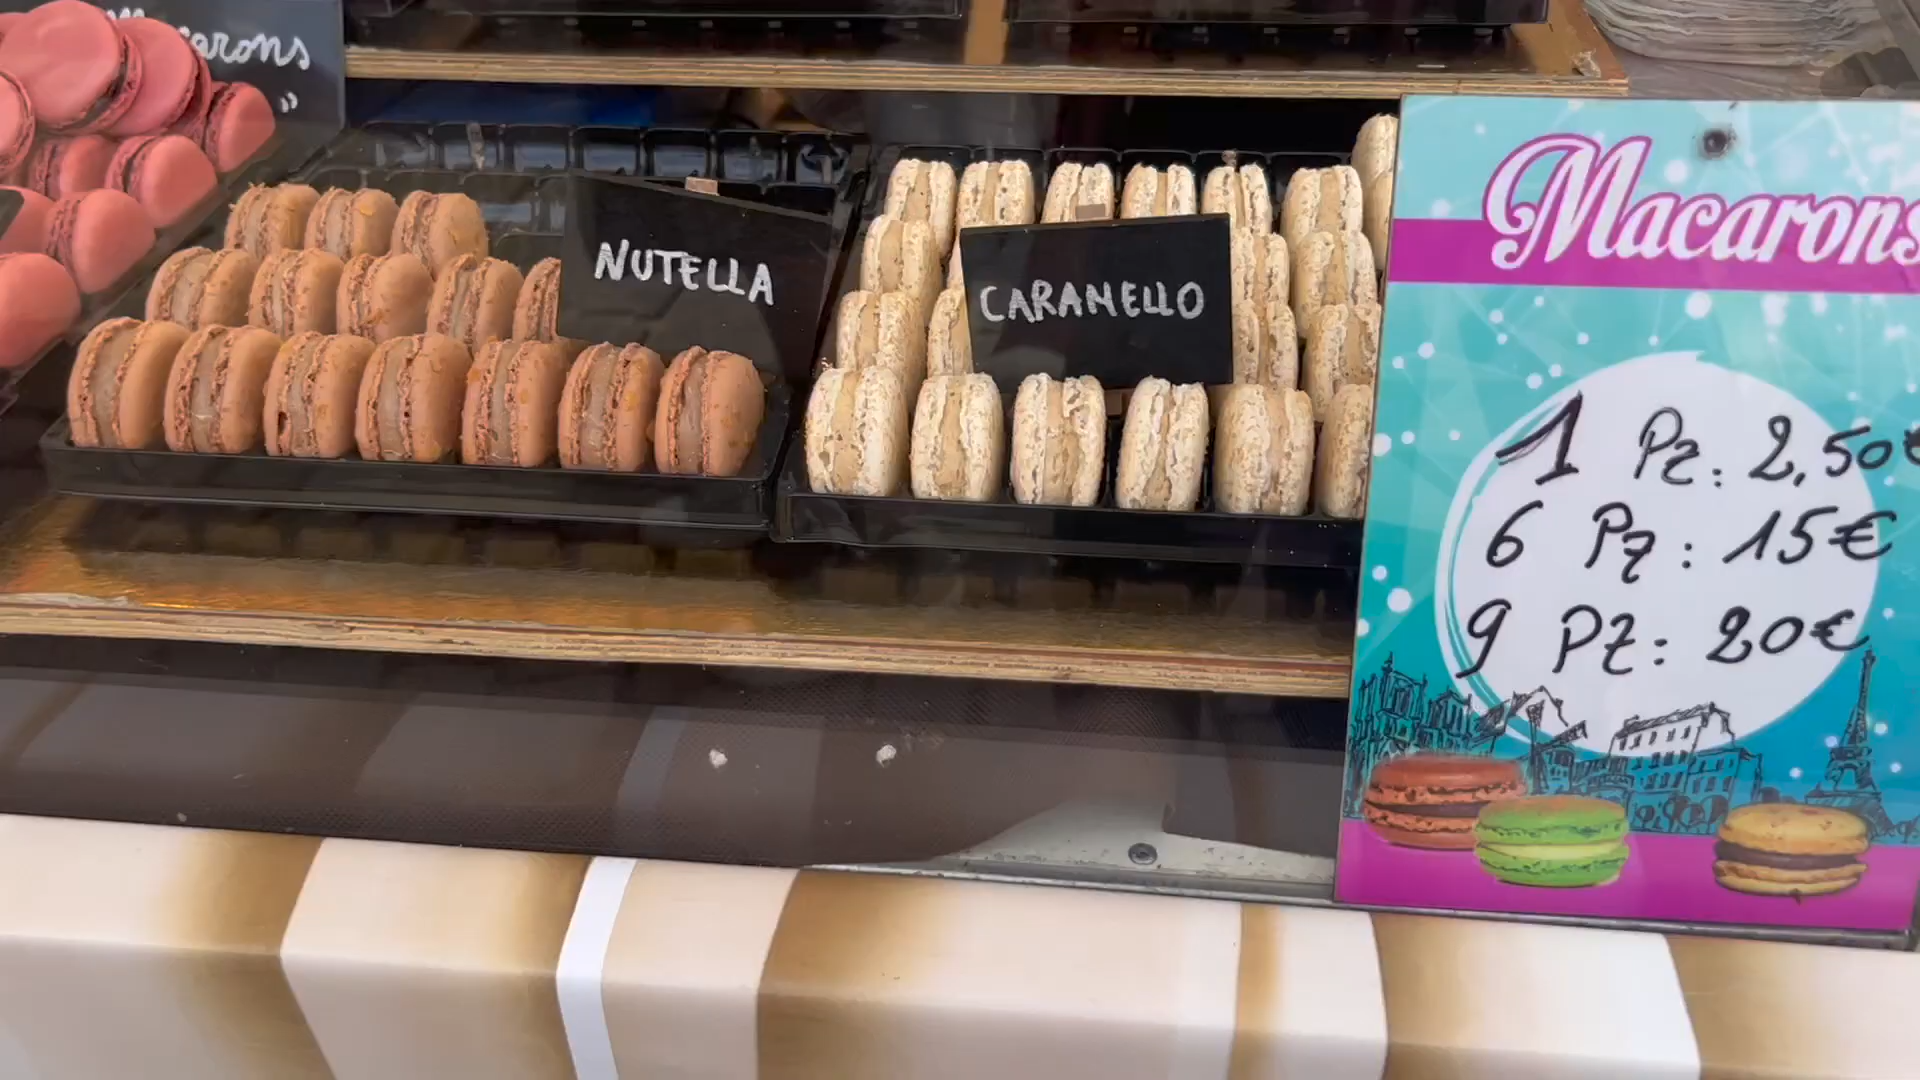 NUTELLA
CARAMELLO
Macarons
1 Pz: 2,50€
6 Pz: 15€
9 PZ: 20€